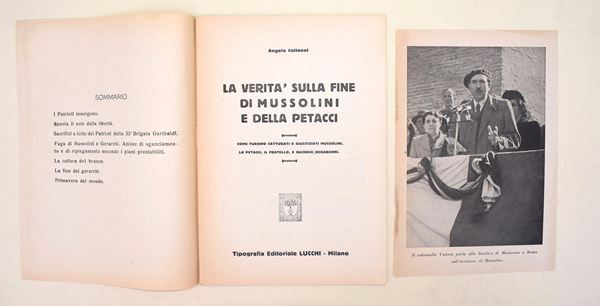 SOMMARIO
I Patrioti insorgono.
Spunta il sole della libertà.
Sacrifici e lotte dei Patrioti della 52ª Brigata Garibaldi.
Fuga di Mussolini e Gerarchi. Azione di sganciamento
e di ripiegamento secondo i piani prestabiliti.
La cattura del branco.
La fine dei gerarchi.
Primavera del mondo.
Angelo Collaoni
LA VERITA' SULLA FINE
DI MUSSOLINI
E DELLA PETACCI
COME FURONO CATTURATI E GIUSTIZIATI MUSSOLINI,
LA PETACCI, IL FRATELLO, E QUINDICI GERARCONI.
Tipografia Editoriale LUCCHI - Milano
Il colonnello Valerio parla alla Basilica di Massenzio a Roma
sull'uccisione di Mussolini.